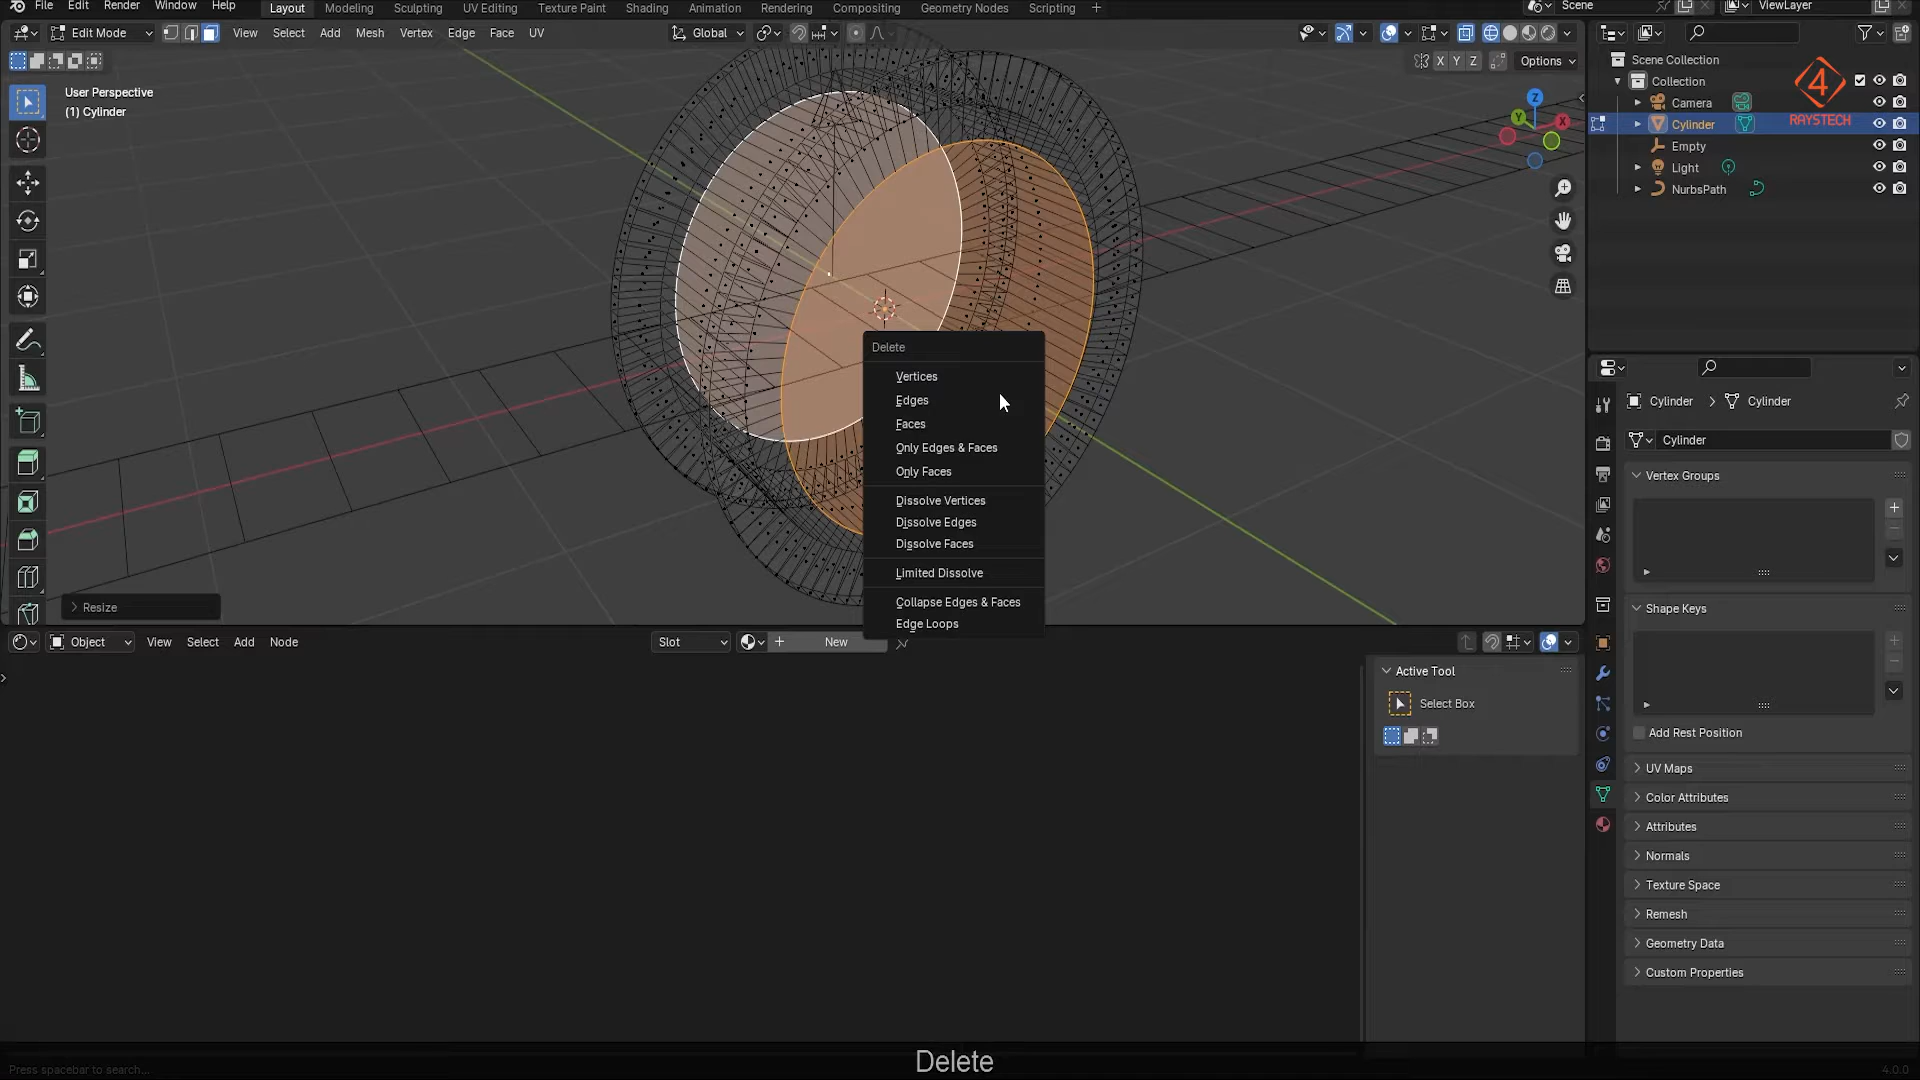 File Edit Render Window Help Layout Modeling Sculpting UV Editing Texture Paint Shading Animation Rendering Compositing Geometry Nodes Scripting + Scene ViewLayer
Edit Mode View Select Add Mesh Vertex Edge Face UV Global
X Y Z Options
User Perspective
(1) Cylinder
Z
Y X
Scene Collection
Collection
Camera
Cylinder
Empty
Light
NurbsPath
4
RAYSTECH
Delete
Vertices
Edges
Faces
Only Edges & Faces
Only Faces
Dissolve Vertices
Dissolve Edges
Dissolve Faces
Limited Dissolve
Collapse Edges & Faces
Edge Loops
Resize
Cylinder > Cylinder
Cylinder
Vertex Groups
Shape Keys
Add Rest Position
UV Maps
Color Attributes
Attributes
Normals
Texture Space
Remesh
Geometry Data
Custom Properties
Object View Select Add Node Slot New
Active Tool
Select Box
Delete
Press spacebar to search...
4.0.0